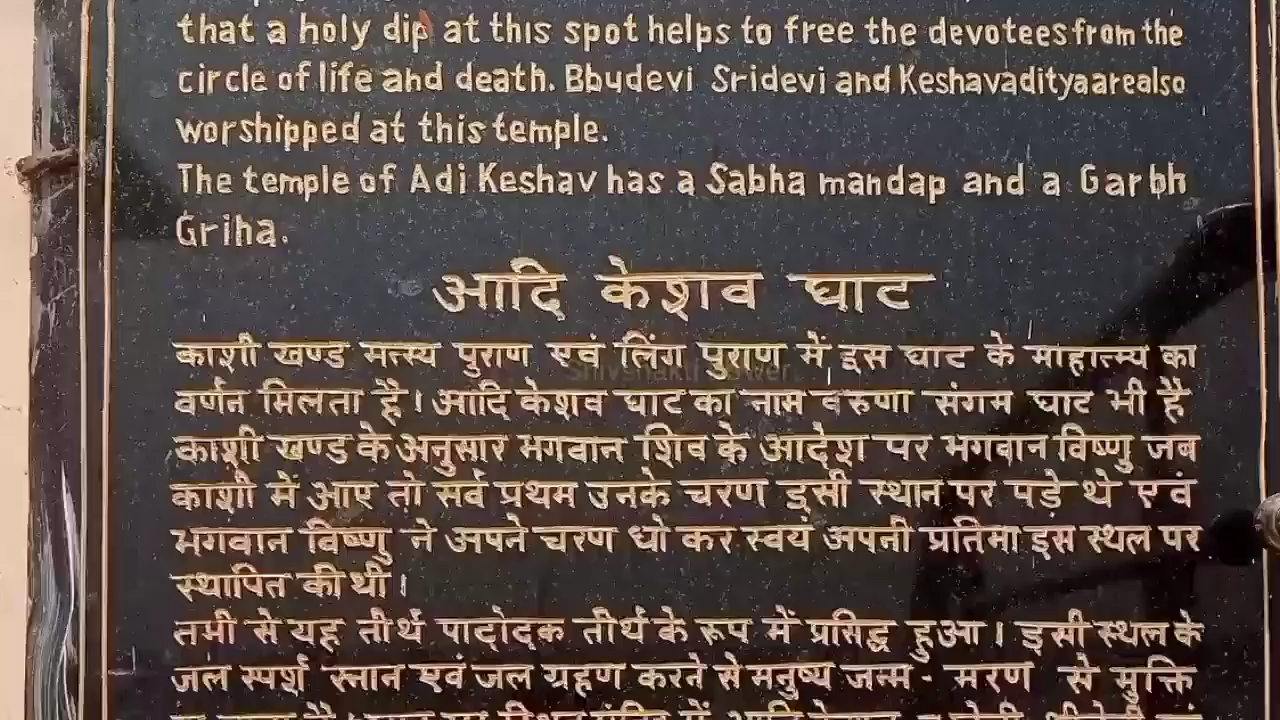 that a holy dip at this spot helps to free the devotees from the
circle of life and death. Bbudevi Sridevi and Keshavaditya are also
worshipped at this temple.
The temple of Adi Keshav has a Sabha mandap and a Garbh
Griha.
आदि केशव घाट
काशी खण्ड मत्स्य पुराण एवं लिंग पुराण में इस घाट के माहात्म्य का
वर्णन मिलता है। आदि केशव घाट का नाम वरुणा संगम घाट भी है
काशी खण्ड के अनुसार भगवान शिव के आदेश पर भगवान विष्णु जब
काशी में आए तो सर्व प्रथम उनके चरण इसी स्थान पर पड़े थे एवं
भगवान विष्णु ने अपने चरण धो कर स्वयं अपनी प्रतिमा इस स्थल पर
स्थापित की थी।
तभी से यह तीर्थ पादोदक तीर्थ के रूप में प्रसिद्ध हुआ। इसी स्थल के
जल स्पर्श स्नान एवं जल ग्रहण करने से मनुष्य जन्म - मरण से मुक्ति